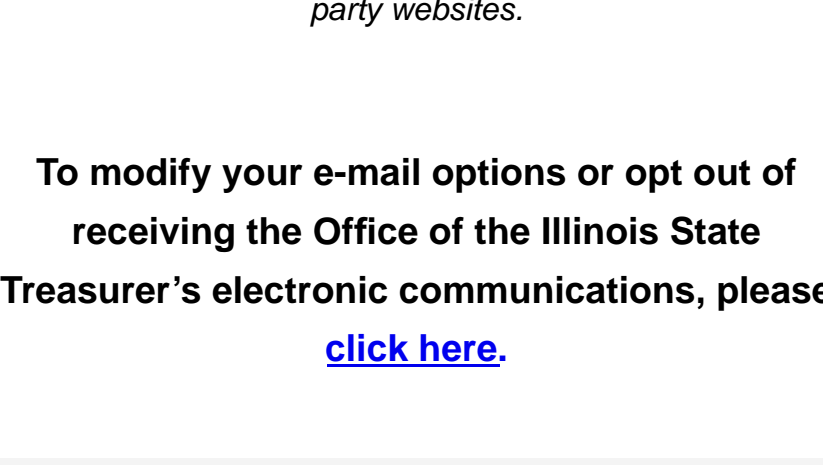 party websites.
To modify your e-mail options or opt out of
receiving the Office of the Illinois State
Treasurer’s electronic communications, please
click here.